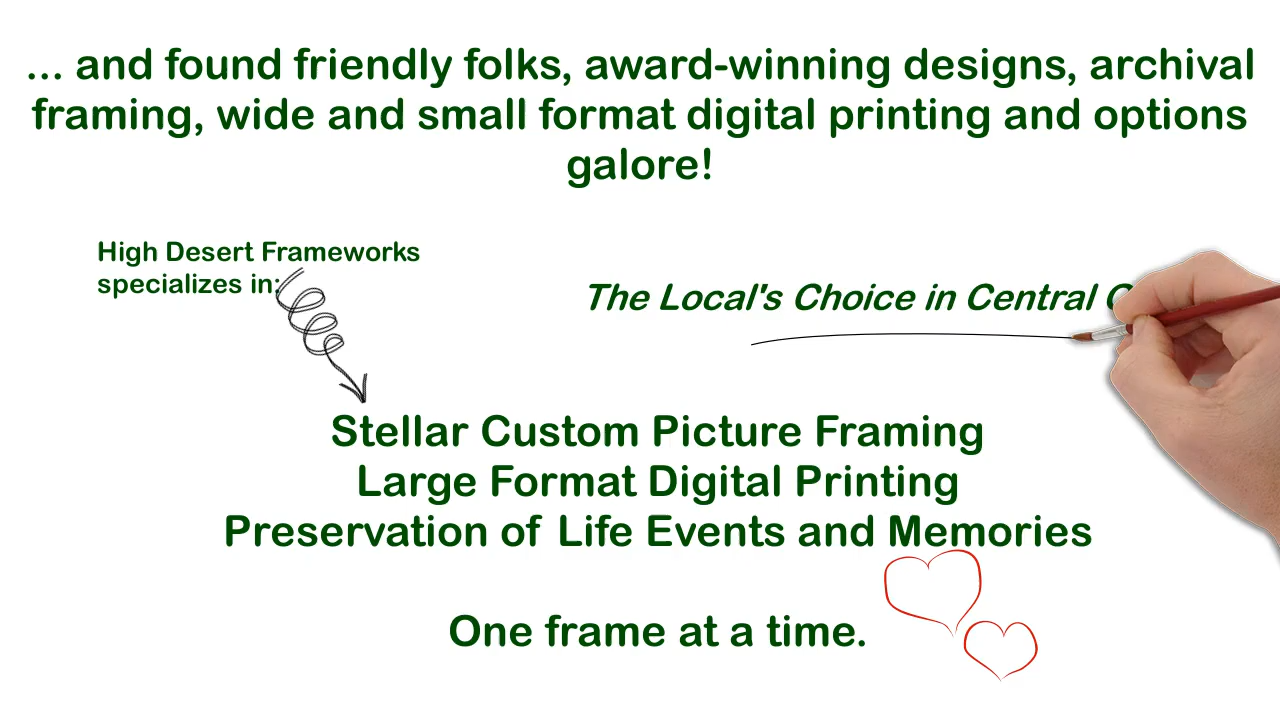 ... and found friendly folks, award-winning designs, archival
framing, wide and small format digital printing and options
galore!
High Desert Frameworks
specializes in:
The Local's Choice in Central
Stellar Custom Picture Framing
Large Format Digital Printing
Preservation of Life Events and Memories
One frame at a time.